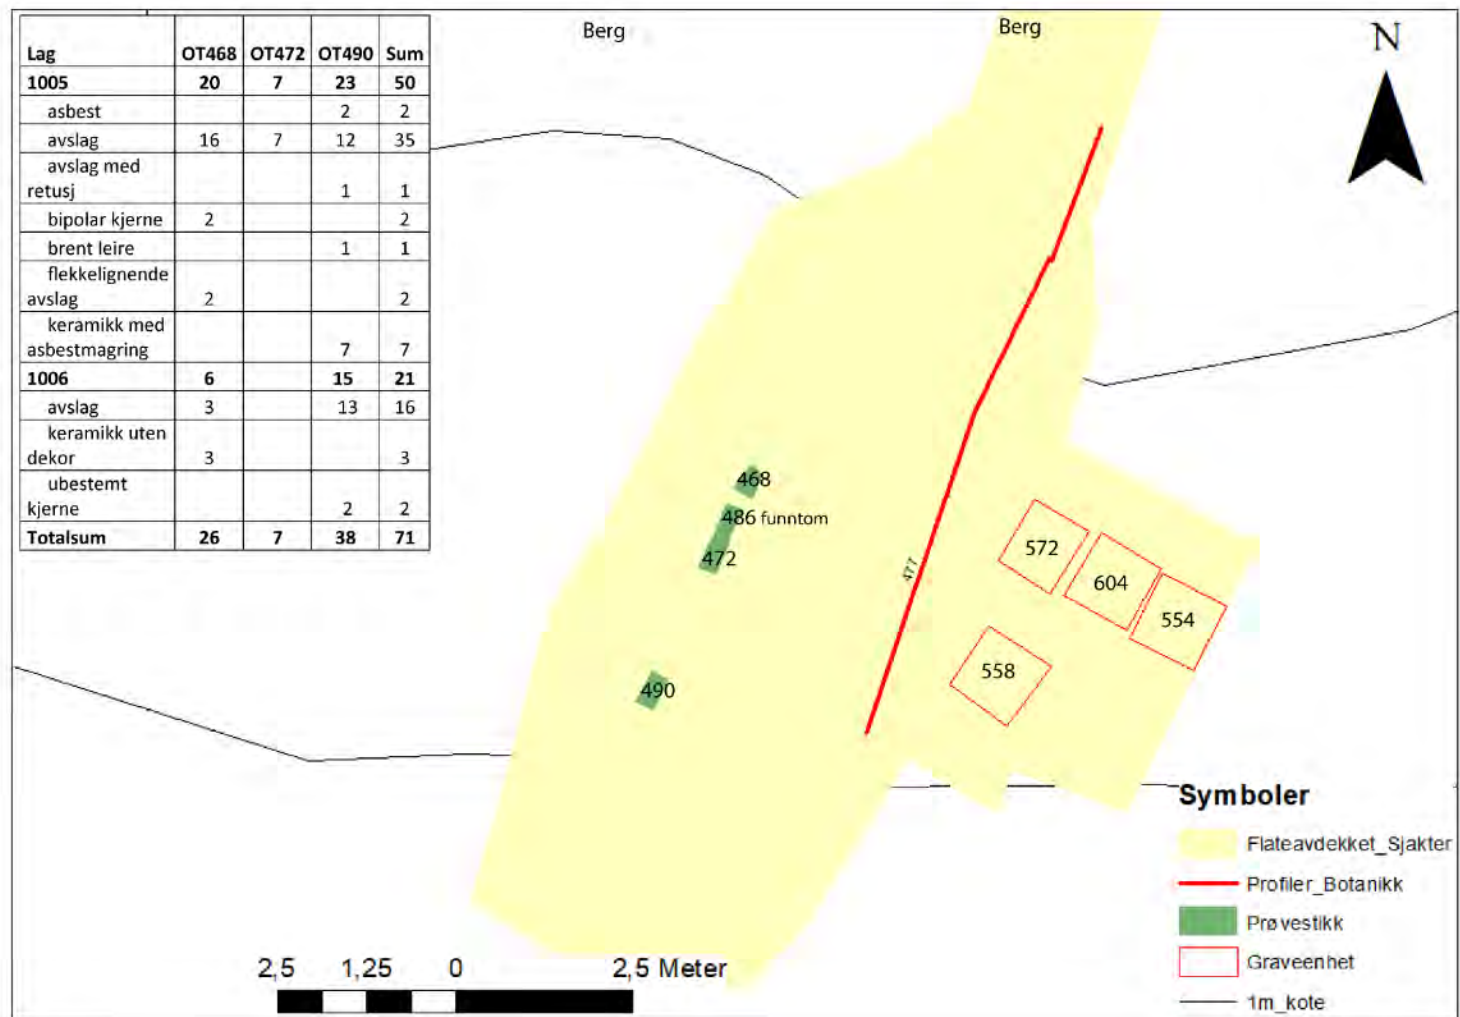 Lag OT468 OT472 OT490 Sum
1005 20 7 23 50
asbest 2 2
avslag 16 7 12 35
avslag med
retusj 1 1
bipolar kjerne 2 2
brent leire 1 1
flekkelignende
avslag 2 2
keramikk med
asbestmagring 7 7
1006 6 15 21
avslag 3 13 16
keramikk uten
dekor 3 3
ubestemt
kjerne 2 2
Totalsum 26 7 38 71
Berg
Berg
N
468
486 funntom
472
490
477
572
604
554
558
Symboler
Flateavdekket_Sjakter
Profiler_Botanikk
Prøvestikk
Graveenhet
1m_kote
2,5 1,25 0 2,5 Meter